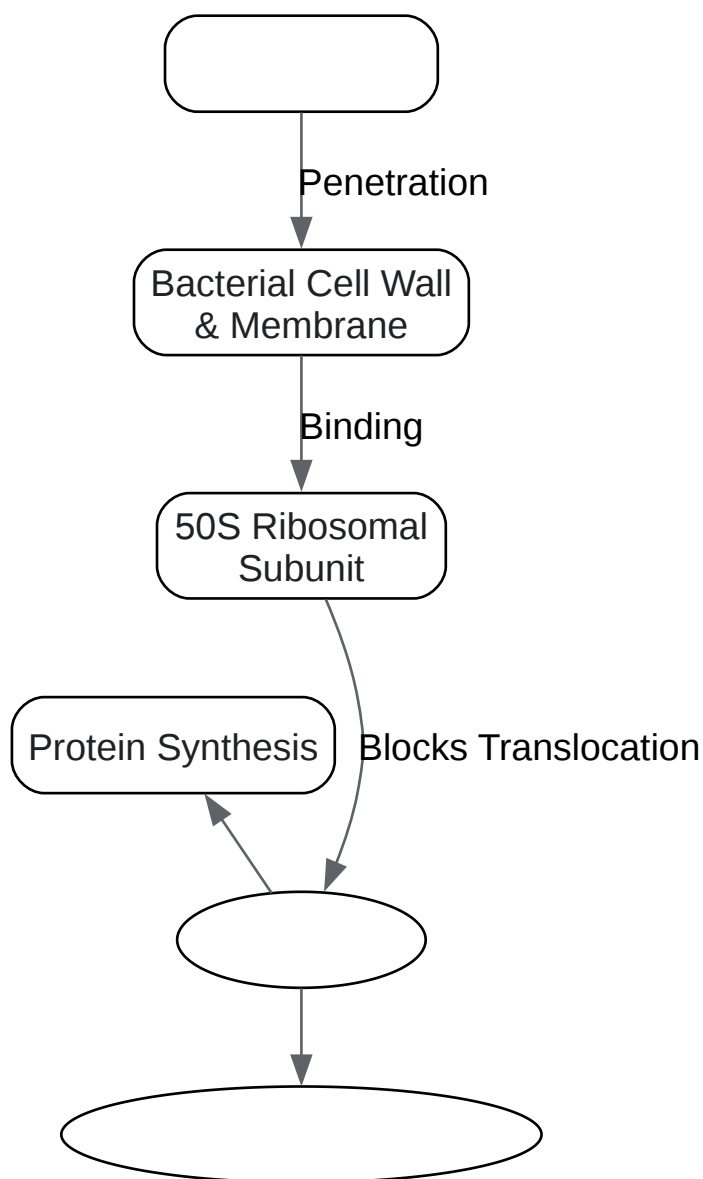 Penetration
Bacterial Cell Wall
& Membrane
Binding
50S Ribosomal
Subunit
Protein Synthesis
Blocks Translocation